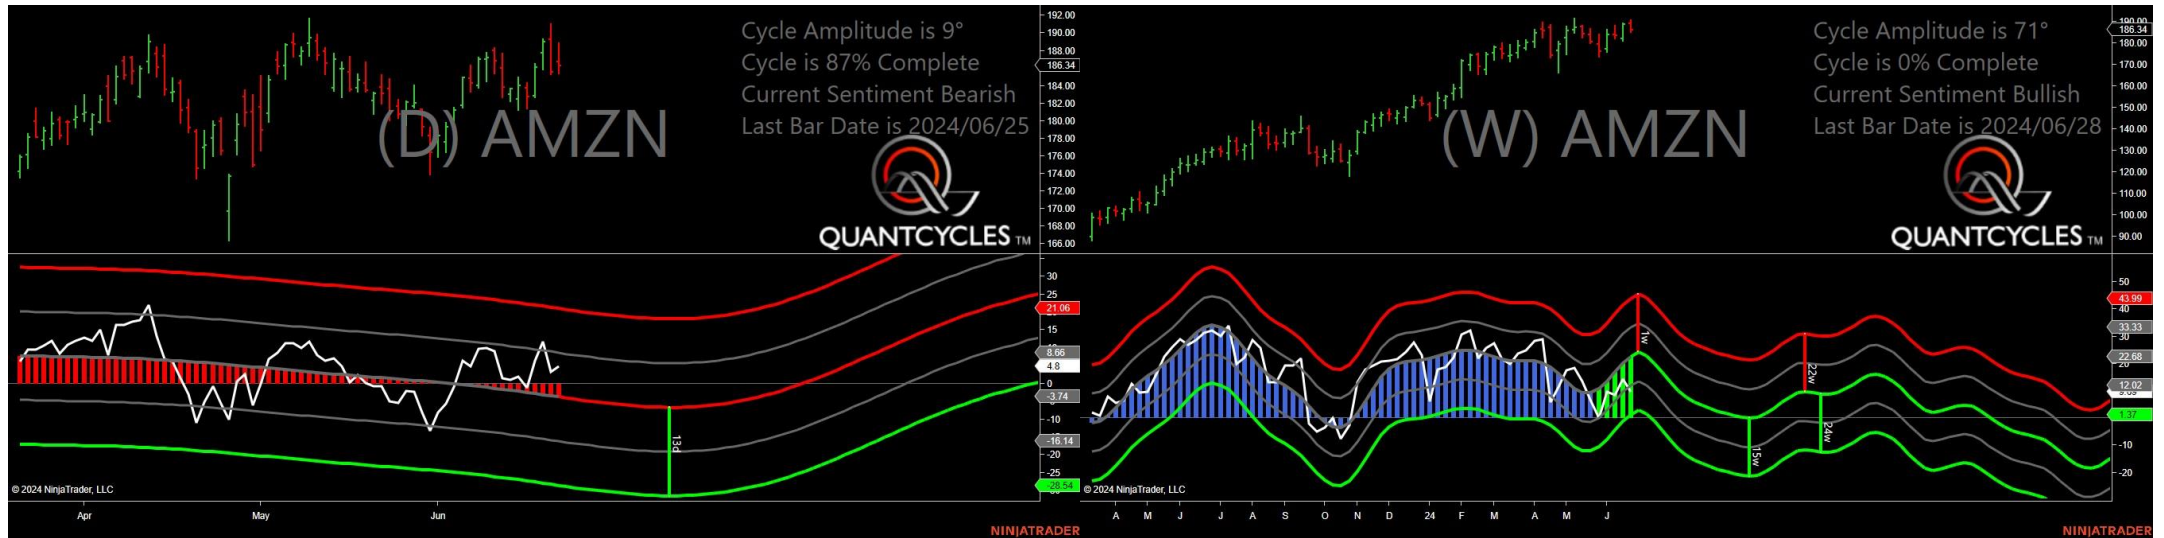 Cycle Amplitude is 9°
Cycle is 87% Complete
Current Sentiment Bearish
Last Bar Date is 2024/06/25
(D) AMZN
QUANTCYCLES TM
192.00
190.00
188.00
186.34
184.00
182.00
180.00
178.00
176.00
174.00
172.00
170.00
168.00
166.00
30
25
21.06
15
8.66
4.8
0
-3.74
-10
-16.14
-20
-25
-28.54
13d
© 2024 NinjaTrader, LLC
Apr May Jun
NINJATRADER
Cycle Amplitude is 71°
Cycle is 0% Complete
Current Sentiment Bullish
Last Bar Date is 2024/06/28
(W) AMZN
QUANTCYCLES TM
190.00
186.34
180.00
170.00
160.00
150.00
140.00
130.00
120.00
110.00
100.00
90.00
50
43.99
40
33.33
30
22.68
12.02
1.37
-10
-20
1w
22w
15w
24w
© 2024 NinjaTrader, LLC
A M J J A S O N D 24 F M A M J
NINJATRADER